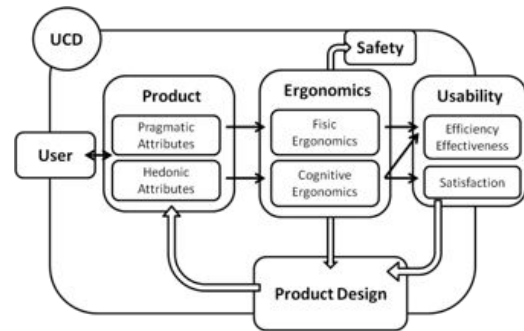 UCD
Safety
Product
Ergonomics
Usability
User
Pragmatic
Attributes
Hedonic
Attributes
Fisic
Ergonomics
Cognitive
Ergonomics
Efficiency
Effectiveness
Satisfaction
Product Design